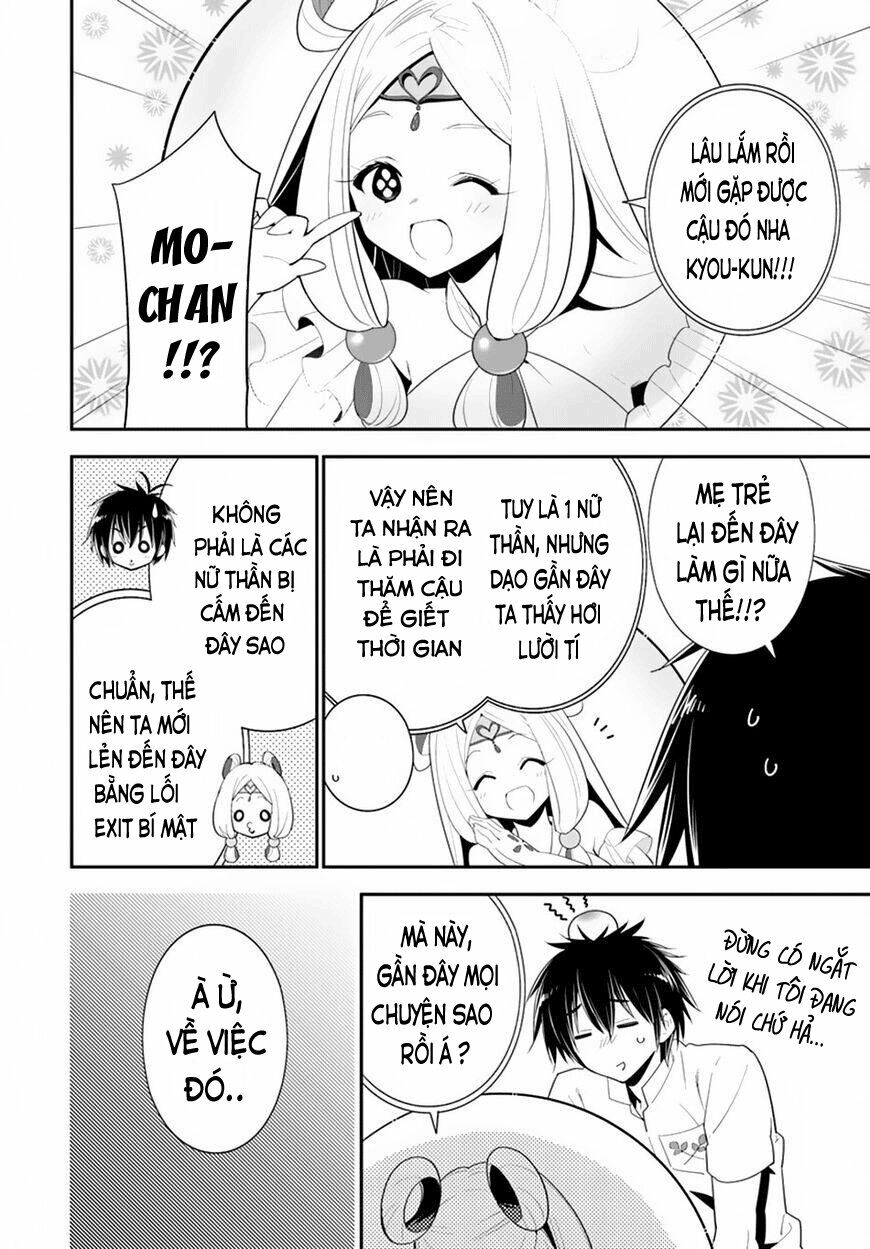 LÂU LẮM RỒI
MỚI GẶP ĐƯỢC
CẬU ĐÓ NHA
KYOU-KUN!!!
MO-
CHAN
!!?
MẸ TRẺ
LẠI ĐẾN ĐÂY
LÀM GÌ NỮA
THẾ!!?
TUY LÀ 1 NỮ
THẦN, NHƯNG
DẠO GẦN ĐÂY
TA THẤY HƠI
LƯỜI TÍ
VẬY NÊN
TA NHẬN RA
LÀ PHẢI ĐI
THĂM CẬU
ĐỂ GIẾT
THỜI GIAN
KHÔNG
PHẢI LÀ CÁC
NỮ THẦN BỊ
CẤM ĐẾN
ĐÂY SAO
CHUẨN, THẾ
NÊN TA MỚI
LẺN ĐẾN ĐÂY
BẰNG LỐI
EXIT BÍ MẬT
ĐỪNG CÓ NGẮT
LỜI KHI TÔI ĐANG
NÓI CHỨ HẢ...
MÀ NÀY,
GẦN ĐÂY MỌI
CHUYỆN SAO
RỒI Á ?
À Ừ,
VỀ VIỆC
ĐÓ..